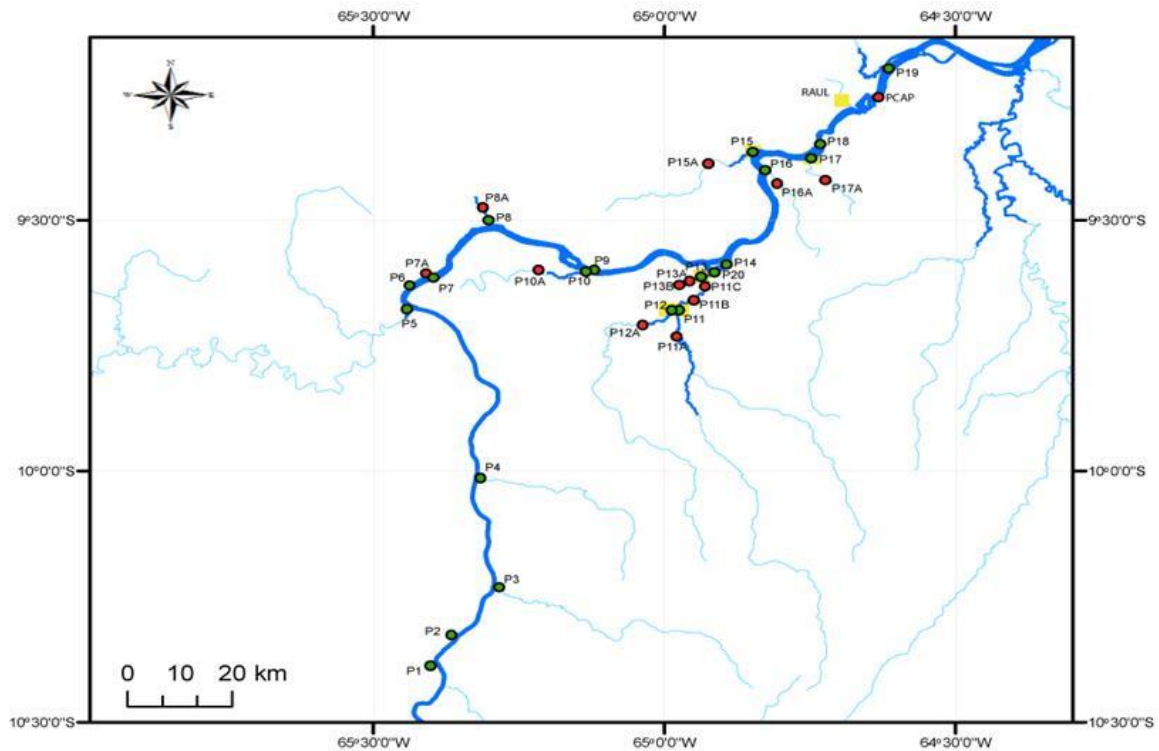 65°30'0"W 65°0'0"W 64°30'0"W
N
W E
S
P19
RAUL
PCAP
P15 P18
P17
P15A P16
P16A P17A
P8A
P8
9°30'0"S 9°30'0"S
P7A P9 P14
P6 P7 P10A P10 P13A P20
P13B P11C
P5 P12 P11B
P11
P12A
P11A
P4
10°0'0"S 10°0'0"S
P3
P2
P1
0 10 20 km
10°30'0"S 10°30'0"S
65°30'0"W 65°0'0"W 64°30'0"W